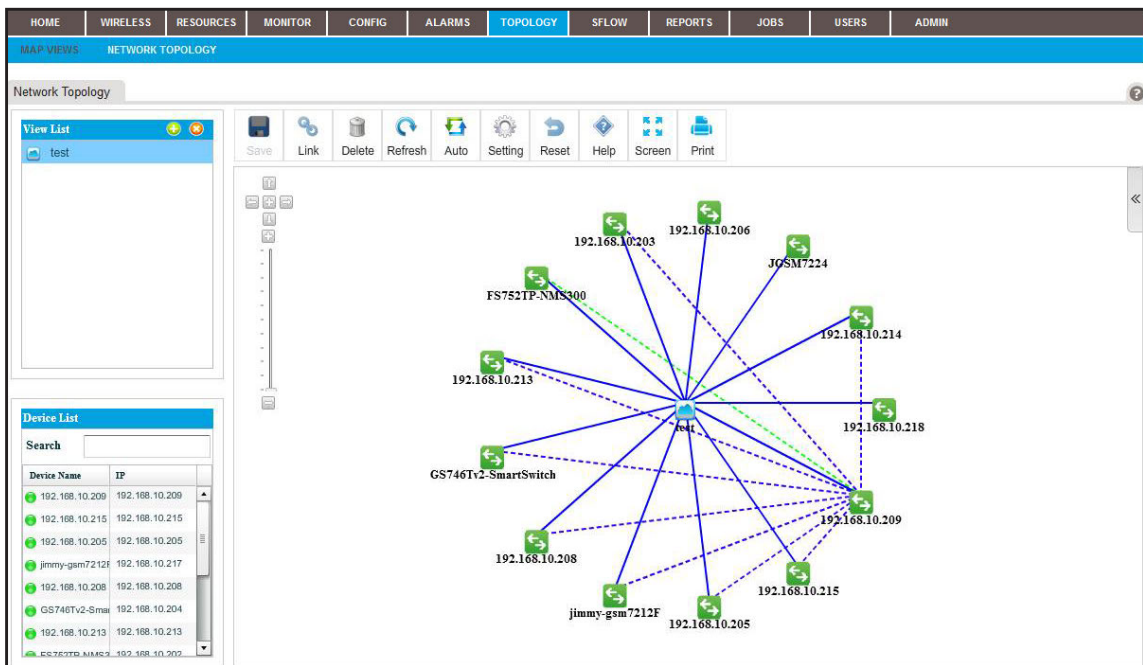 HOME WIRELESS RESOURCES MONITOR CONFIG ALARMS TOPOLOGY SFLOW REPORTS JOBS USERS ADMIN
MAP VIEWS NETWORK TOPOLOGY
Network Topology
View List
test
Save Link Delete Refresh Auto Setting Reset Help Screen Print
192.168.10.206
192.168.10.203
JGSM7224
FS752TP-NMS300
192.168.10.214
192.168.10.213
192.168.10.218
test
GS746Tv2-SmartSwitch
192.168.10.209
192.168.10.208
192.168.10.215
jimmy-gsm7212F
192.168.10.205
Device List
Search
Device Name IP
192.168.10.209 192.168.10.209
192.168.10.215 192.168.10.215
192.168.10.205 192.168.10.205
jimmy-gsm7212F 192.168.10.217
192.168.10.208 192.168.10.208
GS746Tv2-Smar 192.168.10.204
192.168.10.213 192.168.10.213
FS752TP-NMS3 192.168.10.202